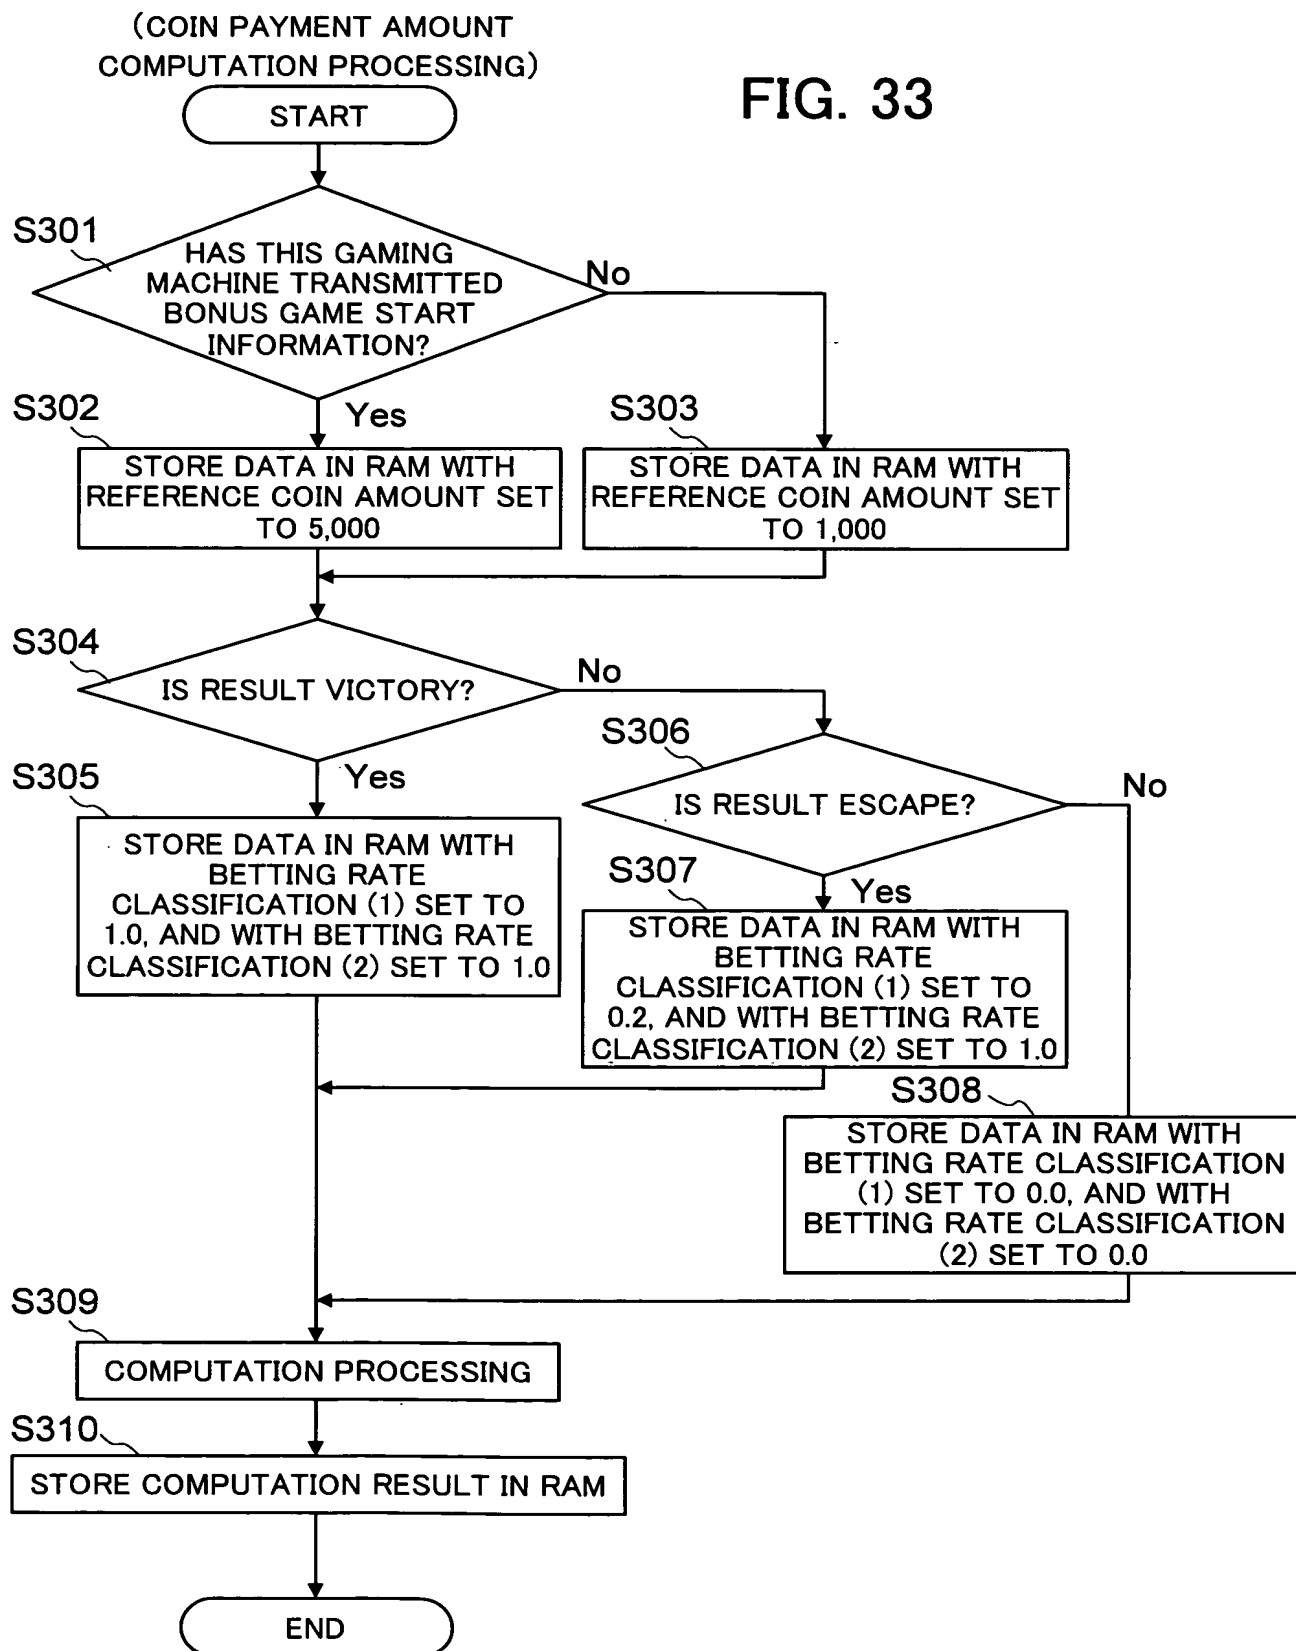 (COIN PAYMENT AMOUNT
COMPUTATION PROCESSING)
FIG. 33
START
S301
HAS THIS GAMING
MACHINE TRANSMITTED
BONUS GAME START
INFORMATION?
No
Yes
S302
STORE DATA IN RAM WITH
REFERENCE COIN AMOUNT SET
TO 5,000
S303
STORE DATA IN RAM WITH
REFERENCE COIN AMOUNT SET
TO 1,000
S304
IS RESULT VICTORY?
No
Yes
S305
STORE DATA IN RAM WITH
BETTING RATE
CLASSIFICATION (1) SET TO
1.0, AND WITH BETTING RATE
CLASSIFICATION (2) SET TO 1.0
S306
IS RESULT ESCAPE?
No
Yes
S307
STORE DATA IN RAM WITH
BETTING RATE
CLASSIFICATION (1) SET TO
0.2, AND WITH BETTING RATE
CLASSIFICATION (2) SET TO 1.0
S308
STORE DATA IN RAM WITH
BETTING RATE CLASSIFICATION
(1) SET TO 0.0, AND WITH
BETTING RATE CLASSIFICATION
(2) SET TO 0.0
S309
COMPUTATION PROCESSING
S310
STORE COMPUTATION RESULT IN RAM
END